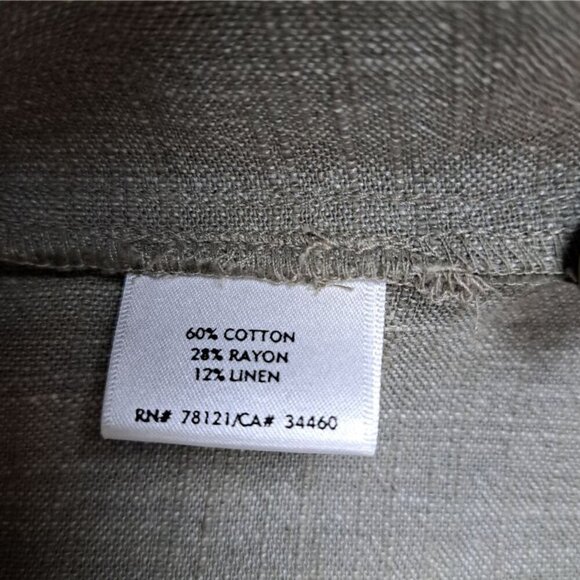 60% COTTON
28% RAYON
12% LINEN
RN# 78121/CA# 34460